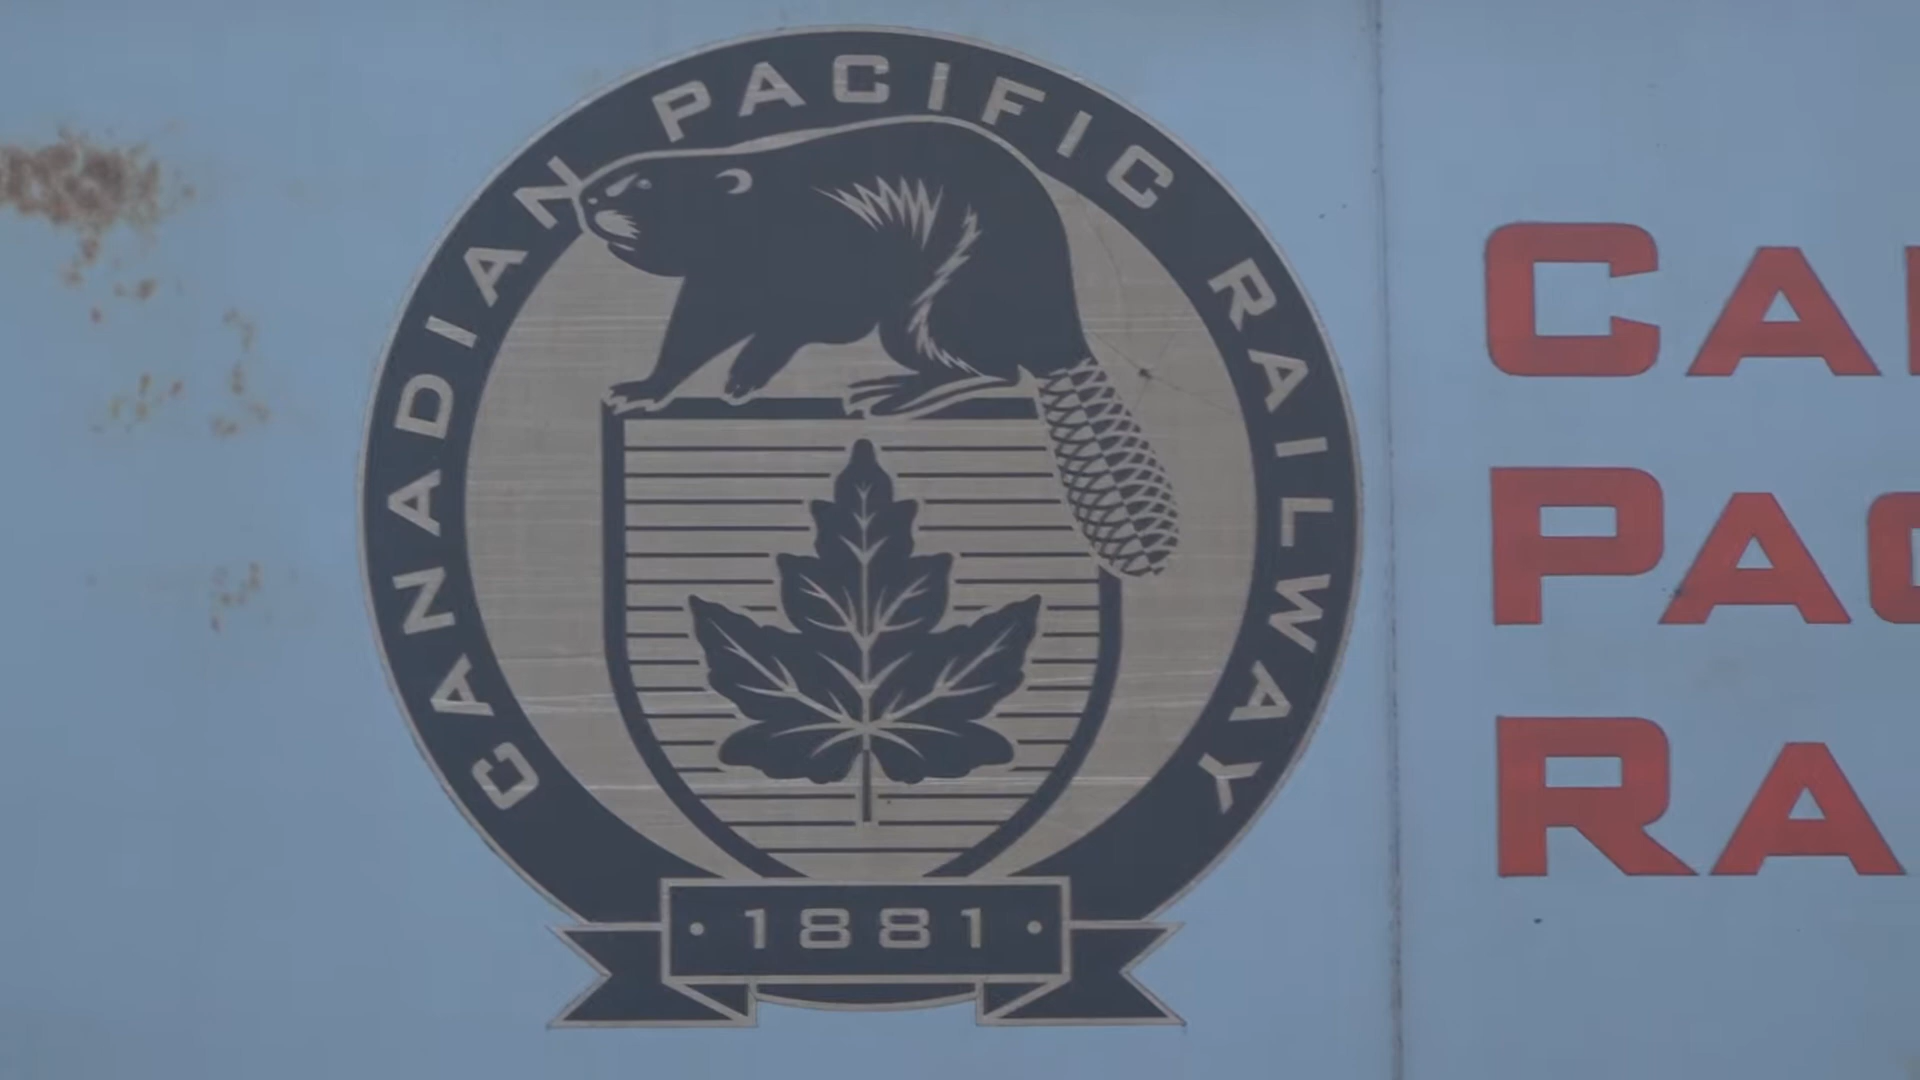 CANADIAN PACIFIC RAILWAY
· 1881 ·
CA
PAC
RA